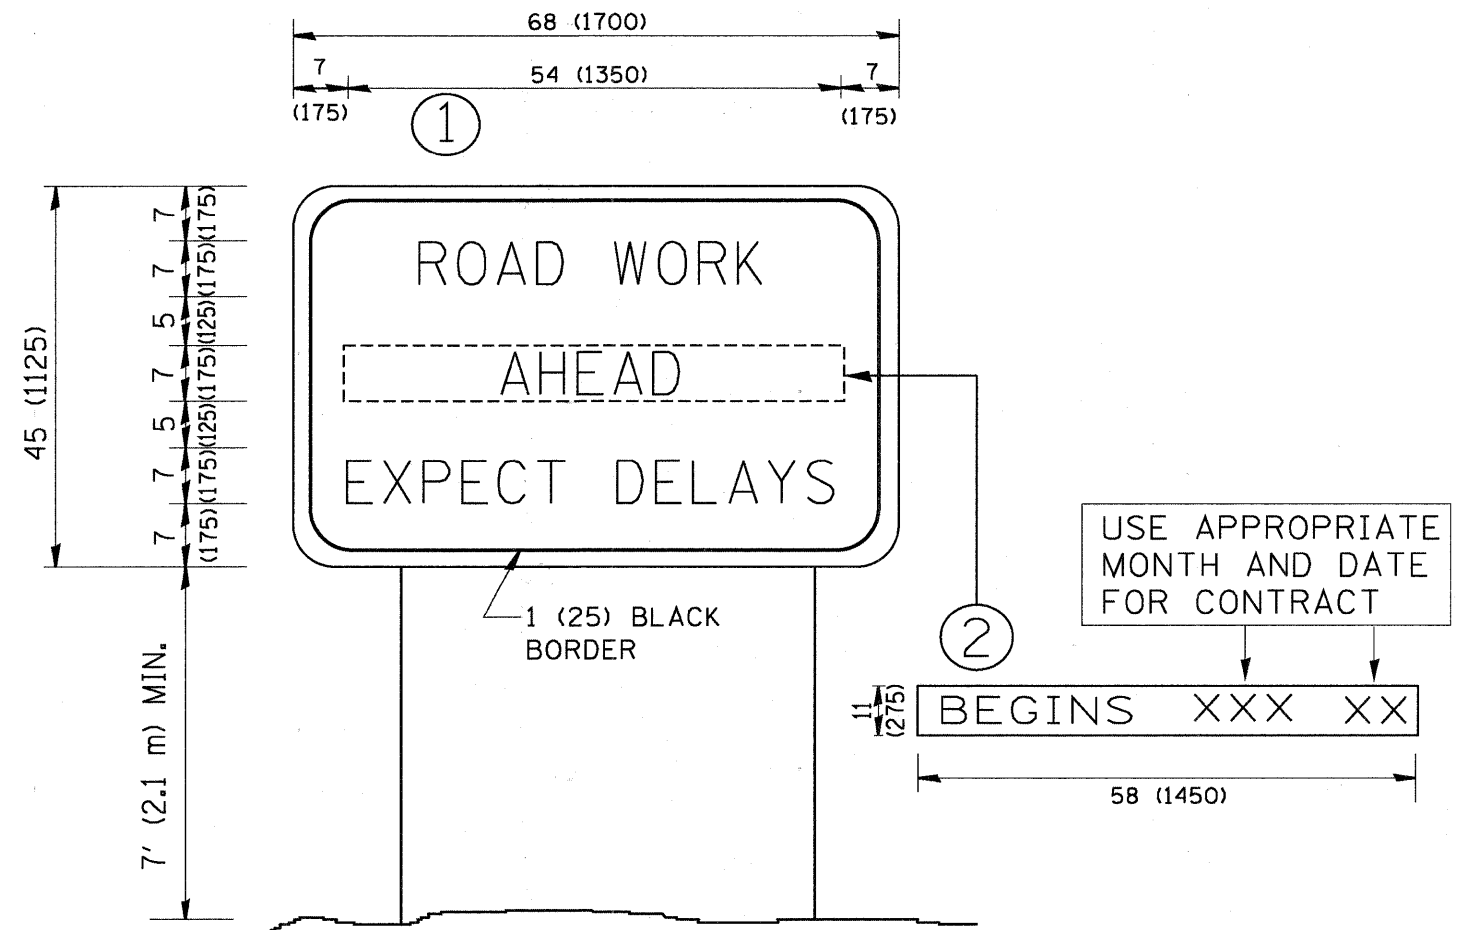 68 (1700)
7 54 (1350) 7
(175) (175)
1
7 (175)
7 (175)
5 (125)
7 (175)
5 (125)
7 (175)
7 (175)
45 (1125)
ROAD WORK
AHEAD
EXPECT DELAYS
1 (25) BLACK
BORDER
7' (2.1 m) MIN.
USE APPROPRIATE
MONTH AND DATE
FOR CONTRACT
2
11
(275)
BEGINS XXX XX
58 (1450)